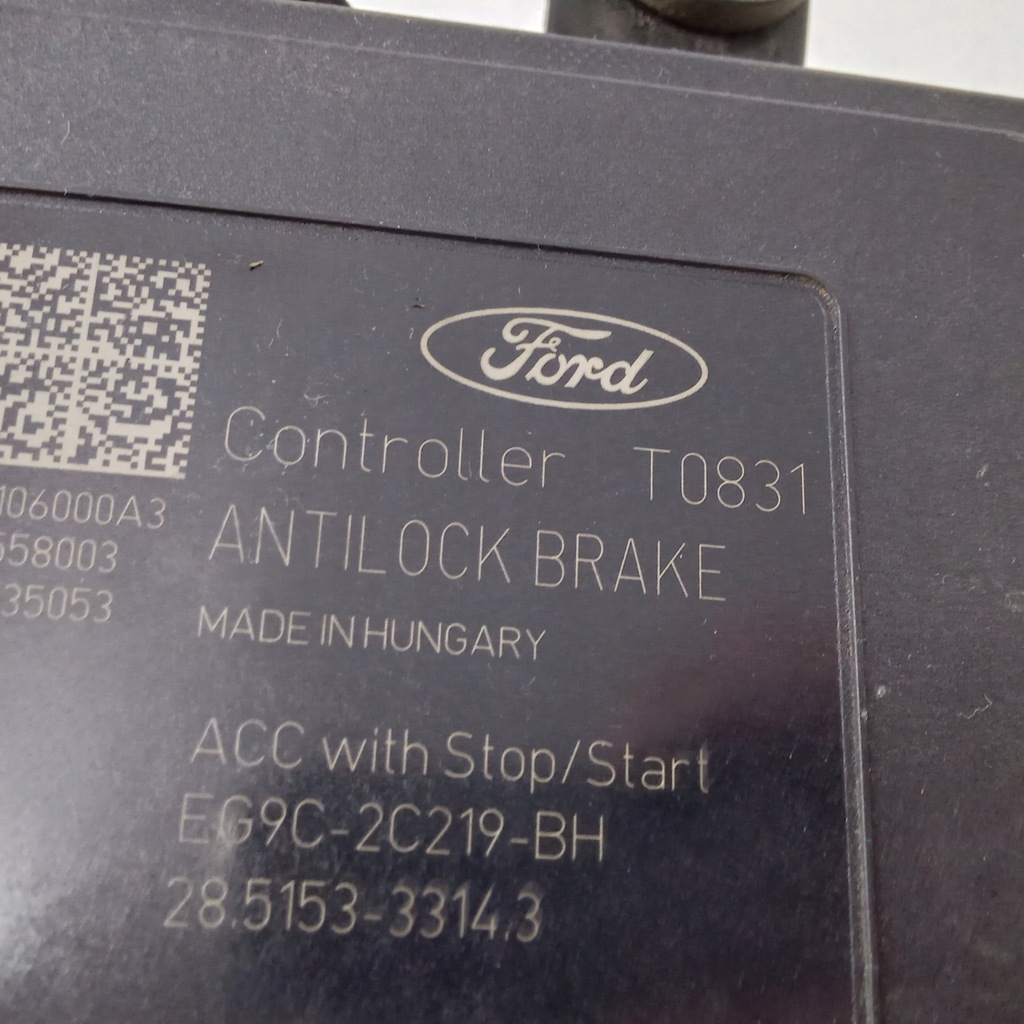 Ford
Controller T0831
ANTILOCK BRAKE
MADE IN HUNGARY
106000A3
558003
35053
ACC with Stop/Start
EG9C-2C219-BH
28.5153-3314.3